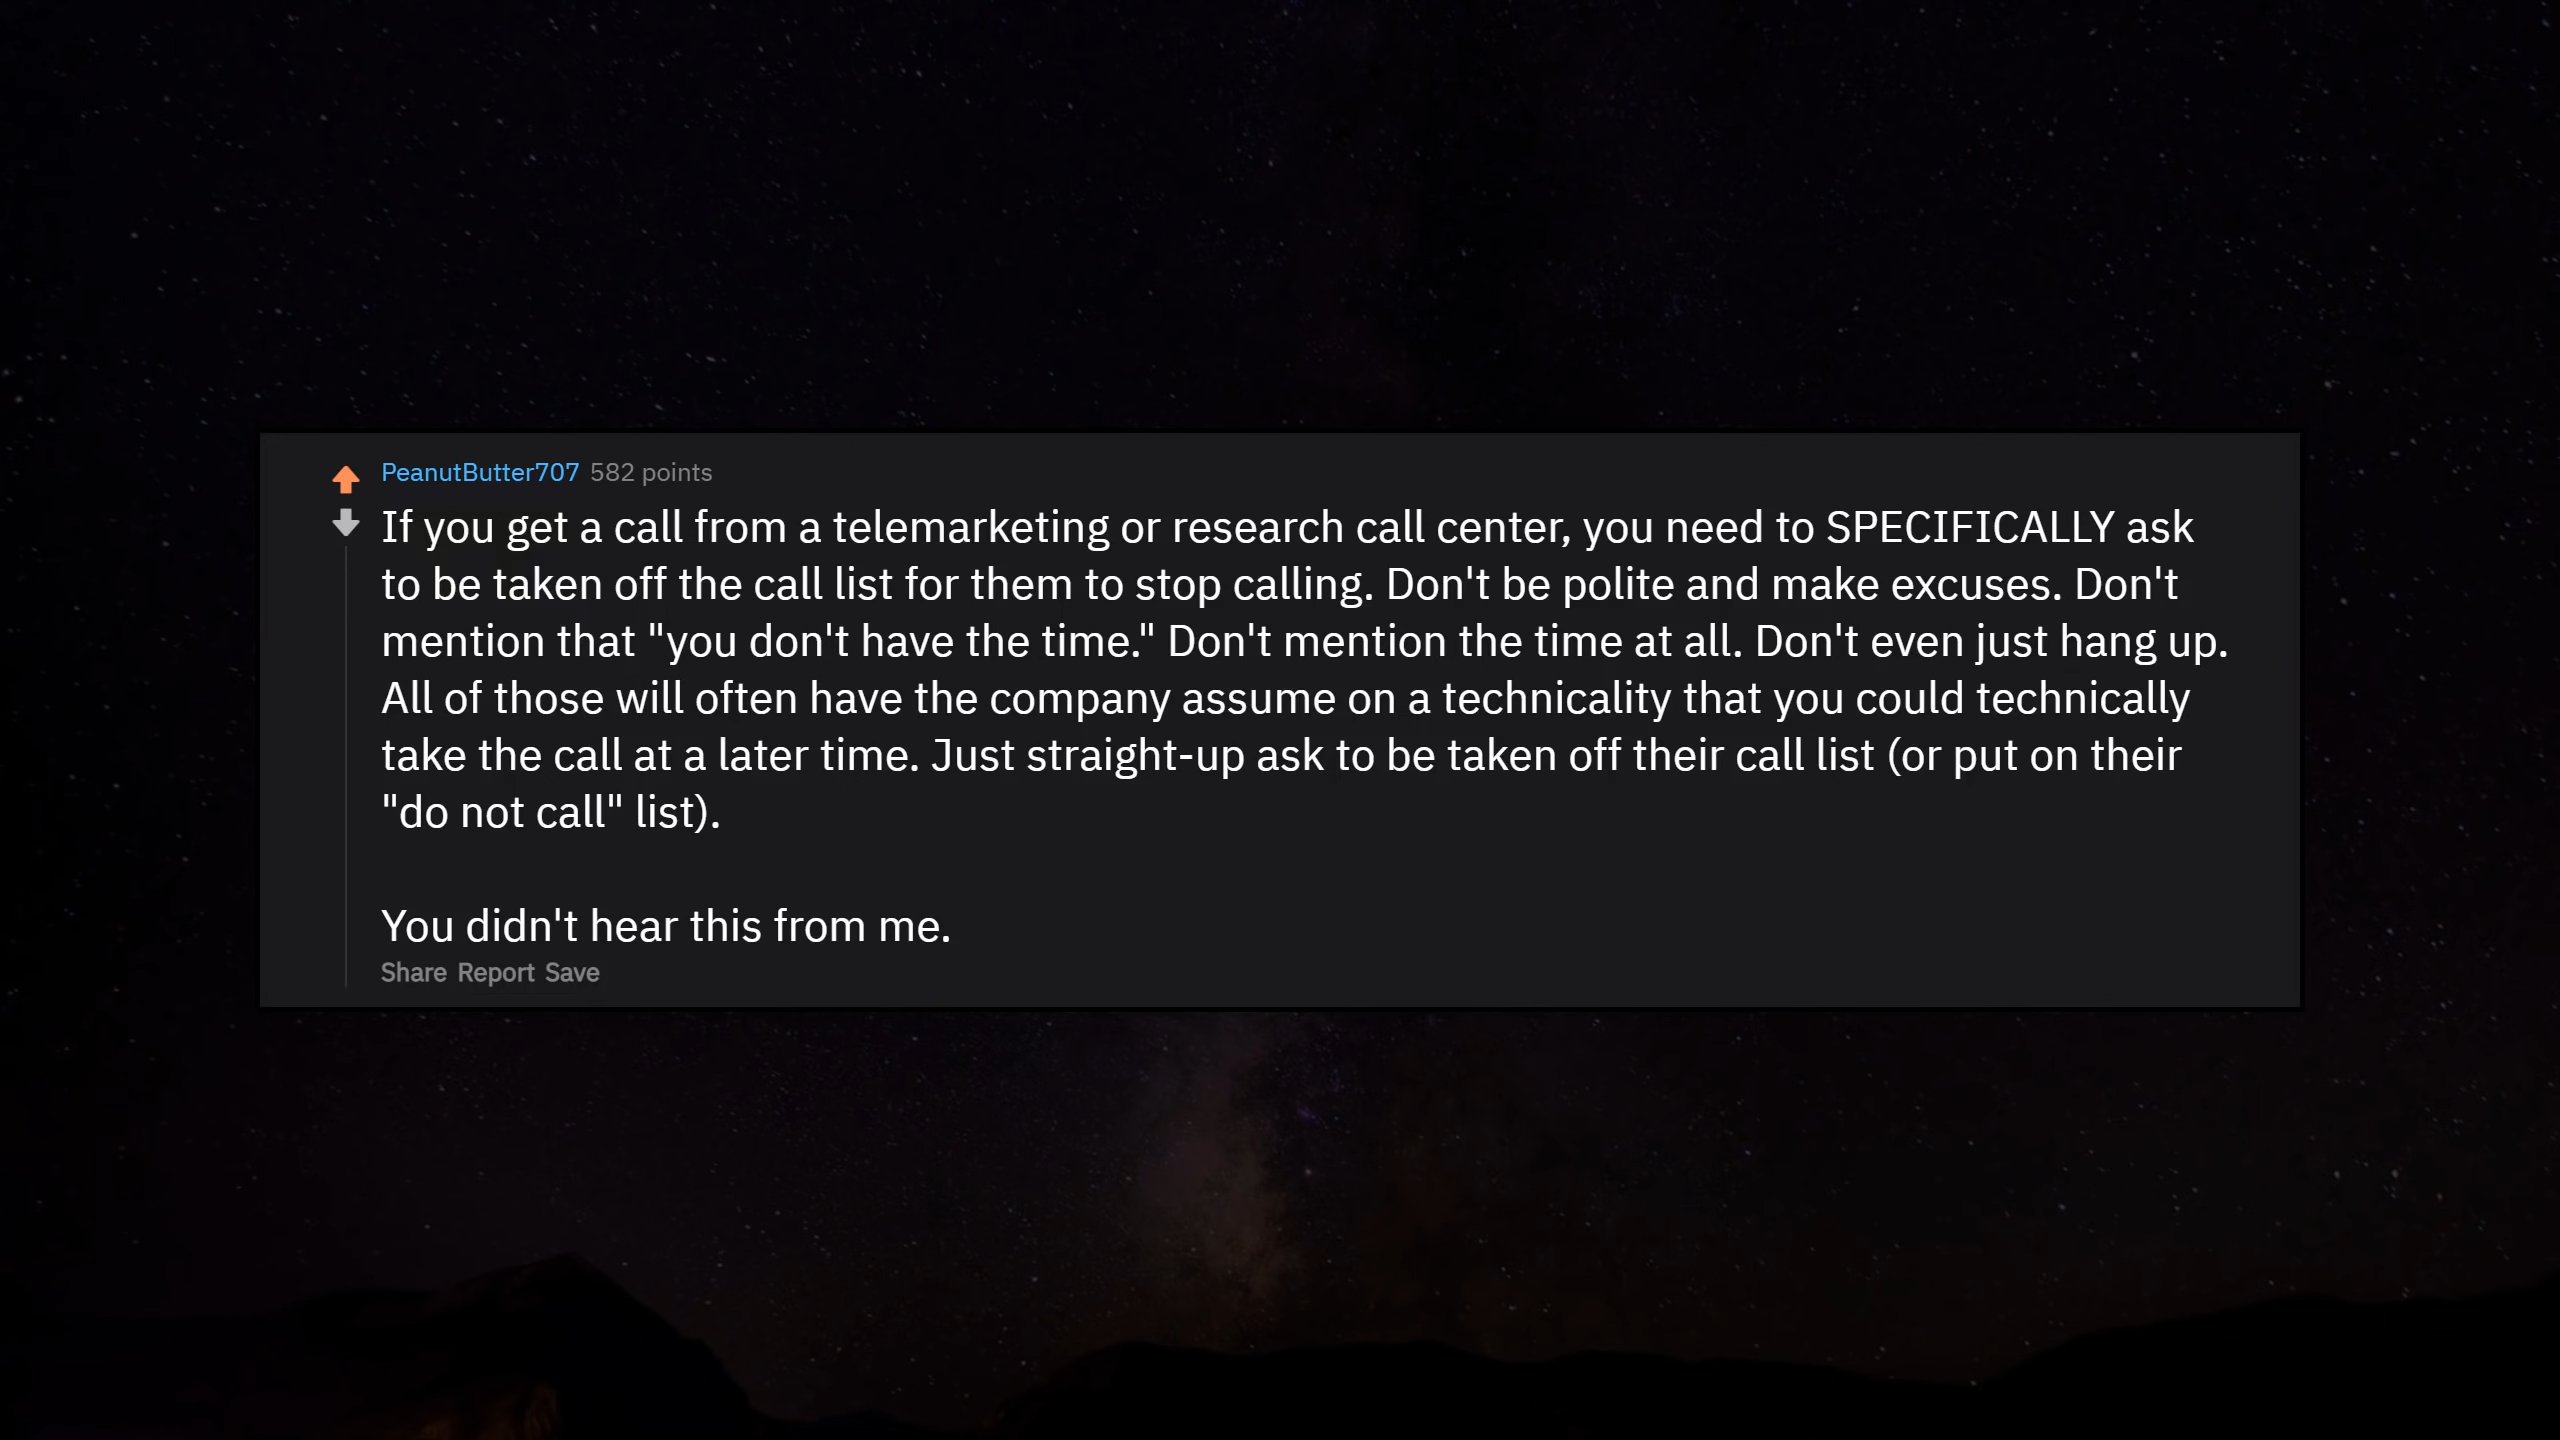 PeanutButter707 582 points
If you get a call from a telemarketing or research call center, you need to SPECIFICALLY ask
to be taken off the call list for them to stop calling. Don't be polite and make excuses. Don't
mention that "you don't have the time." Don't mention the time at all. Don't even just hang up.
All of those will often have the company assume on a technicality that you could technically
take the call at a later time. Just straight-up ask to be taken off their call list (or put on their
"do not call" list).
You didn't hear this from me.
Share Report Save